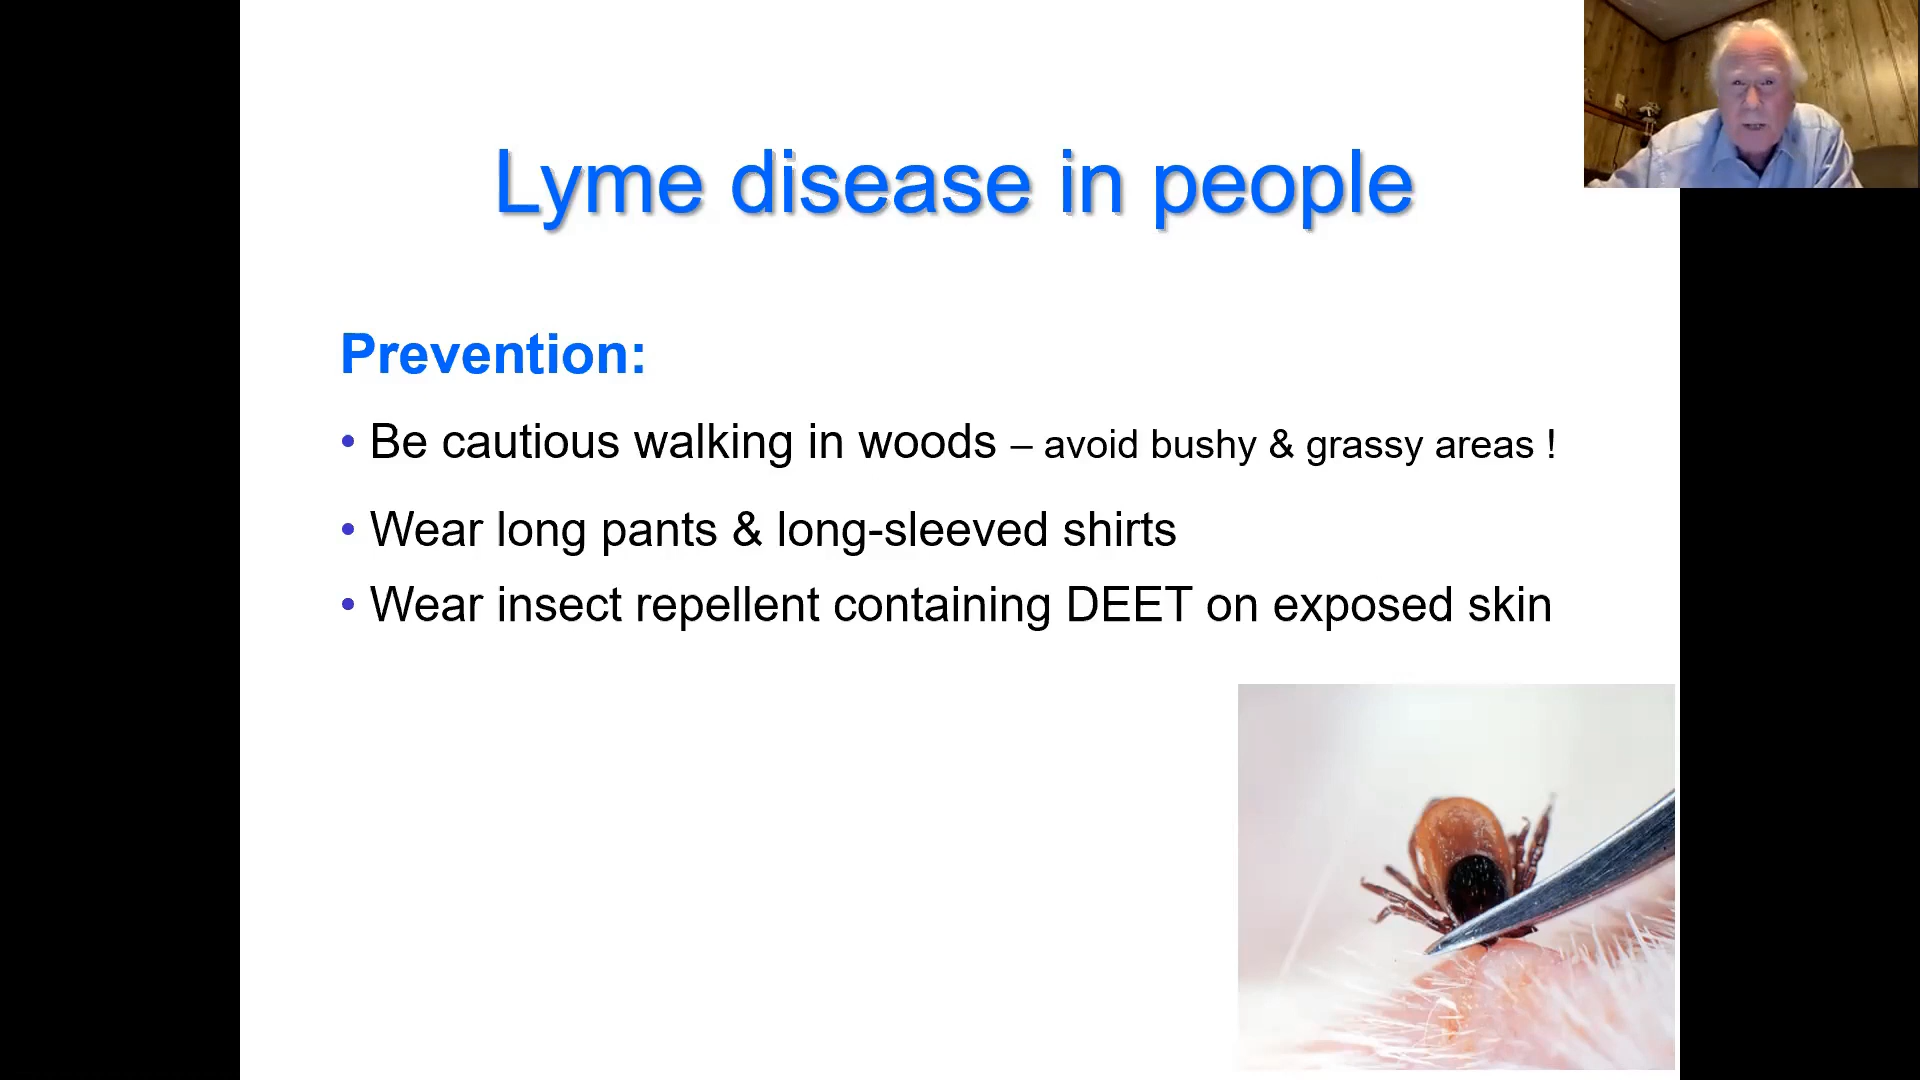 Lyme disease in people
Prevention:
• Be cautious walking in woods – avoid bushy & grassy areas !
• Wear long pants & long-sleeved shirts
• Wear insect repellent containing DEET on exposed skin